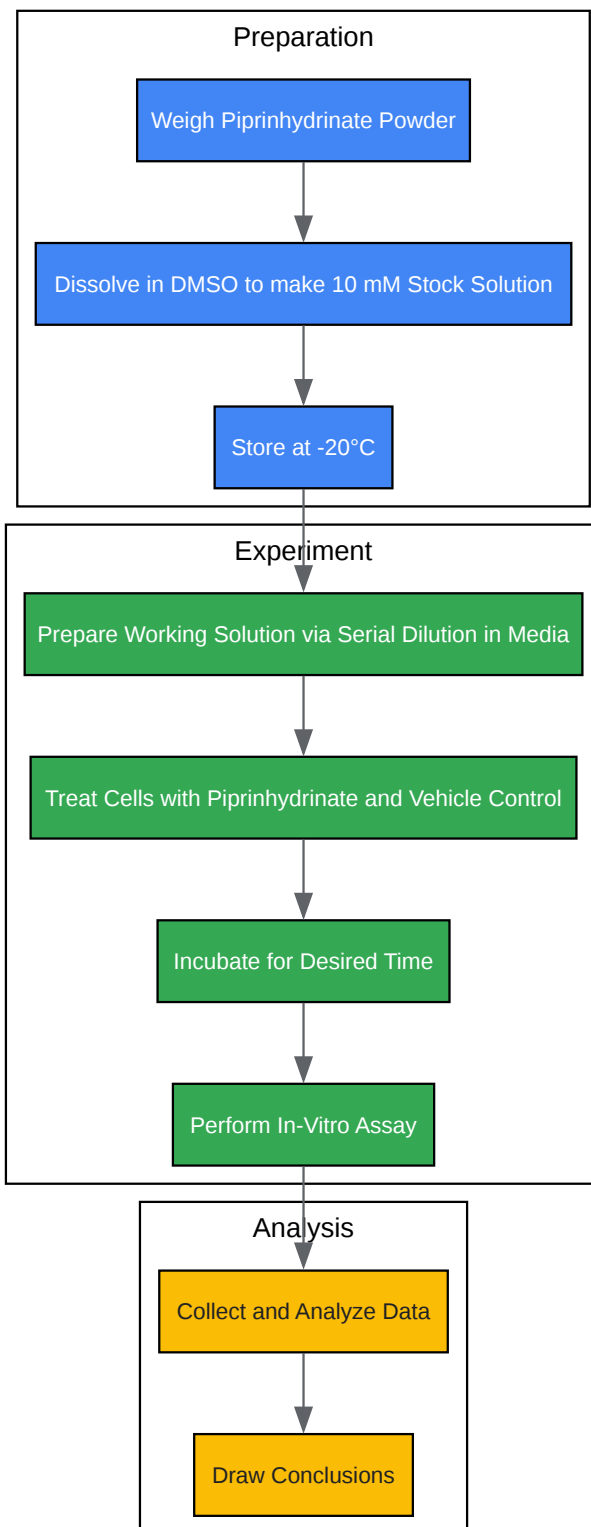 Preparation
Weigh Piprinhydrinate Powder
Dissolve in DMSO to make 10 mM Stock Solution
Store at -20°C
Experiment
Prepare Working Solution via Serial Dilution in Media
Treat Cells with Piprinhydrinate and Vehicle Control
Incubate for Desired Time
Perform In-Vitro Assay
Analysis
Collect and Analyze Data
Draw Conclusions